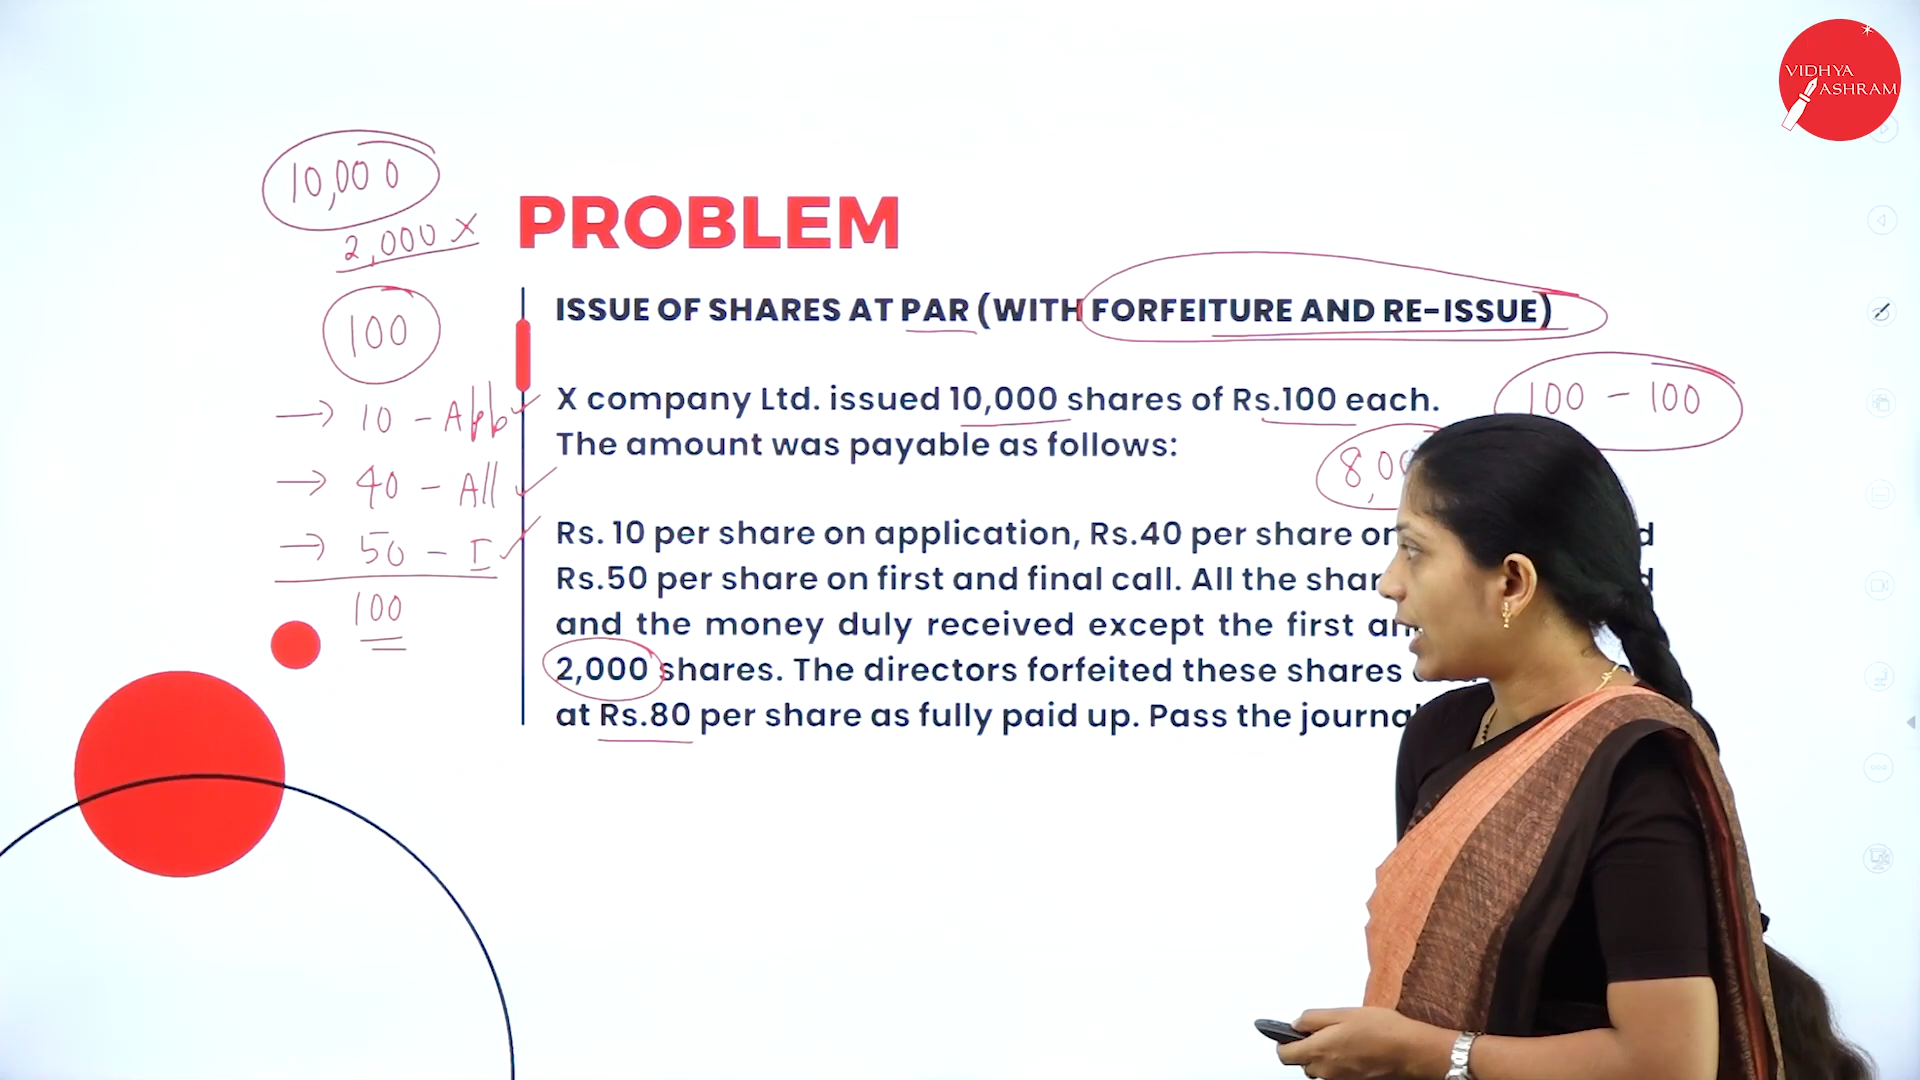 VIDHYA
ASHRAM
10,000
2,000 X
100
→ 10 - App
→ 40 - All
→ 50 - I
100
PROBLEM
ISSUE OF SHARES AT PAR (WITH FORFEITURE AND RE-ISSUE)
100 - 100
X company Ltd. issued 10,000 shares of Rs.100 each.
The amount was payable as follows:
Rs. 10 per share on application, Rs.40 per share on
Rs.50 per share on first and final call. All the
and the money duly received except the first
2,000 shares. The directors forfeited these shares
at Rs.80 per share as fully paid up. Pass the